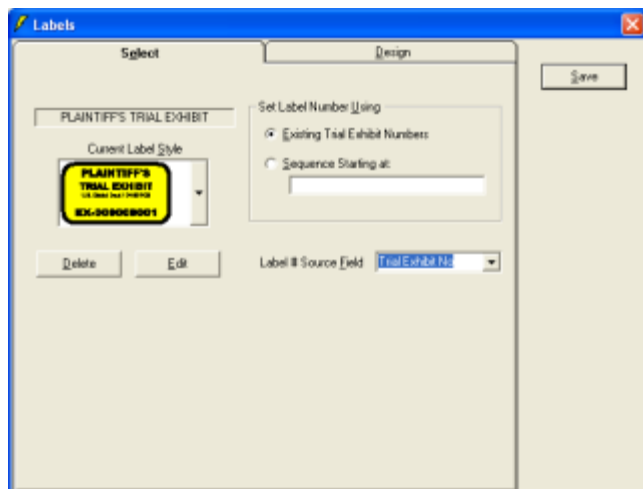 Labels
Select
Design
Save
PLAINTIFF'S TRIAL EXHIBIT
Set Label Number Using
Existing Trial Exhibit Numbers
Current Label Style
Sequence Starting at:
PLAINTIFF'S
TRIAL EXHIBIT
Delete
Edit
Label # Source Field
Trial Exhibit No